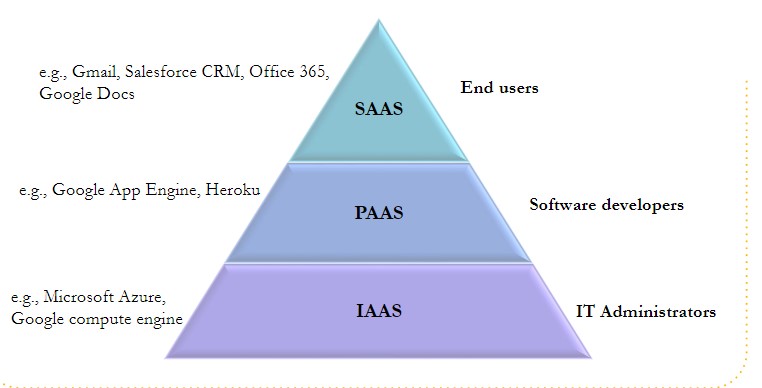 e.g., Gmail, Salesforce CRM, Office 365,
Google Docs
SAAS
End users
e.g., Google App Engine, Heroku
PAAS
Software developers
e.g., Microsoft Azure,
Google compute engine
IAAS
IT Administrators